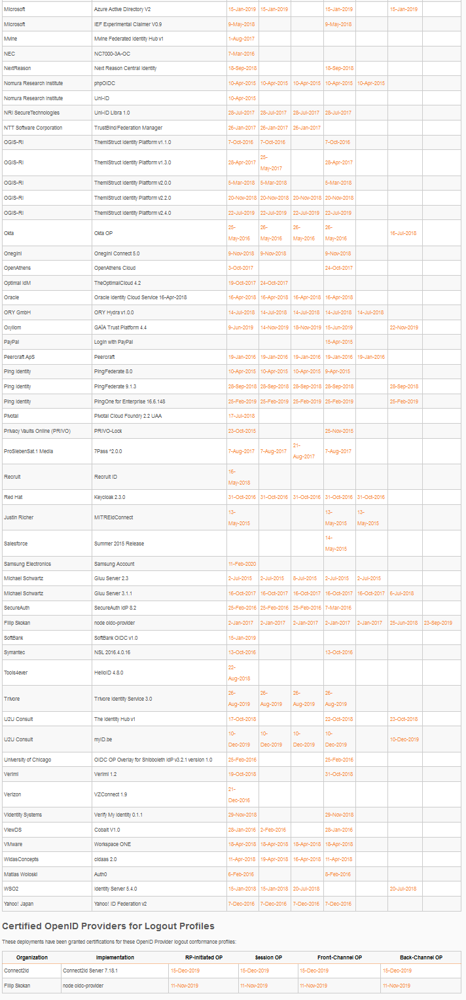 Microsoft Azure Active Directory V2 15-Jan-2019 15-Jan-2019 15-Jan-2019 15-Jan-2019
Microsoft IEF Experimental Claimer V0.9 9-May-2018 9-May-2018
Mvine Mvine Federated Identity Hub v1 1-Aug-2017
NEC NC7000-3A-OC 7-Mar-2016
NextReason Next Reason Central Identity 18-Sep-2018 18-Sep-2018
Nomura Research Institute phpOIDC 10-Apr-2015 10-Apr-2015 10-Apr-2015 10-Apr-2015 10-Apr-2015
Nomura Research Institute Uni-ID 10-Apr-2015
NRI SecureTechnologies Uni-ID Libra 1.0 28-Jul-2017 28-Jul-2017 28-Jul-2017 28-Jul-2017
NTT Software Corporation TrustBind/Federation Manager 26-Jan-2017 26-Jan-2017 26-Jan-2017
OGIS-RI ThemiStruct Identity Platform v1.1.0 7-Oct-2016 7-Oct-2016 7-Oct-2016
OGIS-RI ThemiStruct Identity Platform v1.3.0 28-Apr-2017 25-May-2017 28-Apr-2017
OGIS-RI ThemiStruct Identity Platform v2.0.0 5-Mar-2018 5-Mar-2018 5-Mar-2018
OGIS-RI ThemiStruct Identity Platform v2.2.0 20-Nov-2018 20-Nov-2018 20-Nov-2018 20-Nov-2018
OGIS-RI ThemiStruct Identity Platform v2.4.0 22-Jul-2019 22-Jul-2019 22-Jul-2019 22-Jul-2019
Okta Okta OP 25-May-2016 26-May-2016 26-May-2016 26-May-2016 16-Jul-2018
Onegini Onegini Connect 5.0 9-Nov-2018 9-Nov-2018 9-Nov-2018
OpenAthens OpenAthens Cloud 3-Oct-2017 24-Oct-2017
Optimal IdM TheOptimalCloud 4.2 19-Oct-2017 24-Oct-2017
Oracle Oracle Identity Cloud Service 16-Apr-2018 16-Apr-2018 16-Apr-2018 16-Apr-2018 16-Apr-2018
ORY GmbH ORY Hydra v1.0.0 14-Jul-2018 14-Jul-2018 14-Jul-2018 14-Jul-2018 14-Jul-2018
Oxyliom GAÏA Trust Platform 4.4 9-Jun-2019 14-Nov-2019 18-Nov-2019 15-Jun-2019 22-Nov-2019
PayPal Login with PayPal 15-Apr-2015
Peercraft ApS Peercraft 19-Jan-2016 19-Jan-2016 19-Jan-2016 19-Jan-2016 19-Jan-2016
Ping Identity PingFederate 8.0 10-Apr-2015 10-Apr-2015 10-Apr-2015 9-Apr-2015
Ping Identity PingFederate 9.1.3 28-Sep-2018 28-Sep-2018 28-Sep-2018 28-Sep-2018 28-Sep-2018
Ping Identity PingOne for Enterprise 16.6.148 25-Feb-2019 25-Feb-2019 25-Feb-2019 25-Feb-2019 25-Feb-2019
Pivotal Pivotal Cloud Foundry 2.2 UAA 17-Jul-2018
Privacy Vaults Online (PRIVO) PRIVO-Lock 23-Oct-2015 25-Nov-2015
ProSiebenSat.1 Media 7Pass ^2.0.0 7-Aug-2017 7-Aug-2017 21-Aug-2017 7-Aug-2017
Recruit Recruit ID 16-May-2018
Red Hat Keycloak 2.3.0 31-Oct-2016 31-Oct-2016 31-Oct-2016 31-Oct-2016 31-Oct-2016
Justin Richer MITREidConnect 13-May-2015 13-May-2015 13-May-2015
Salesforce Summer 2015 Release 14-May-2015
Samsung Electronics Samsung Account 11-Feb-2020
Michael Schwartz Gluu Server 2.3 2-Jul-2015 2-Jul-2015 8-Jul-2015 2-Jul-2015 2-Jul-2015
Michael Schwartz Gluu Server 3.1.1 16-Oct-2017 16-Oct-2017 16-Oct-2017 16-Oct-2017 16-Oct-2017 6-Jul-2018
SecureAuth SecureAuth IdP 8.2 25-Feb-2016 25-Feb-2016 25-Feb-2016 7-Mar-2016
Filip Skokan node oidc-provider 2-Jan-2017 2-Jan-2017 2-Jan-2017 2-Jan-2017 2-Jan-2017 25-Jun-2018 23-Sep-2019
SoftBank SoftBank OIDC v1.0 15-Jan-2019
Symantec NSL 2016.4.0.16 13-Oct-2016 13-Oct-2016
Tools4ever HelloID 4.8.0 22-Aug-2018
Trivore Trivore Identity Service 3.0 26-Aug-2019 26-Aug-2019 26-Aug-2019 26-Aug-2019
U2U Consult The Identity Hub v1 17-Oct-2018 22-Oct-2018 23-Oct-2018
U2U Consult myID.be 10-Dec-2019 10-Dec-2019 10-Dec-2019 10-Dec-2019 10-Dec-2019
University of Chicago OIDC OP Overlay for Shibboleth IdP v3.2.1 version 1.0 25-Feb-2016 25-Feb-2016
Verimi Verimi 1.2 19-Oct-2018 31-Oct-2018
Verizon VZConnect 1.9 21-Dec-2016
Videntity Systems Verify My Identity 0.1.1 29-Nov-2018 29-Nov-2018
ViewDS Cobalt V1.0 28-Jan-2016 2-Feb-2016 28-Jan-2016
VMware Workspace ONE 18-Apr-2018 18-Apr-2018 18-Apr-2018 18-Apr-2018
WidasConcepts cidaas 2.0 11-Apr-2018 19-Apr-2018 16-Apr-2018 11-Apr-2018
Matias Woloski Auth0 6-Feb-2016 8-Feb-2016
WSO2 Identity Server 5.4.0 15-Jan-2018 15-Jan-2018 20-Jul-2018 20-Jul-2018
Yahoo! Japan Yahoo! ID Federation v2 7-Dec-2016 7-Dec-2016 7-Dec-2016 7-Dec-2016
Certified OpenID Providers for Logout Profiles
These deployments have been granted certifications for these OpenID Provider logout conformance profiles:
Organization Implementation RP-Initiated OP Session OP Front-Channel OP Back-Channel OP
Connect2id Connect2id Server 7.18.1 15-Dec-2019 15-Dec-2019 15-Dec-2019 15-Dec-2019
Filip Skokan node oidc-provider 11-Nov-2019 11-Nov-2019 11-Nov-2019 11-Nov-2019